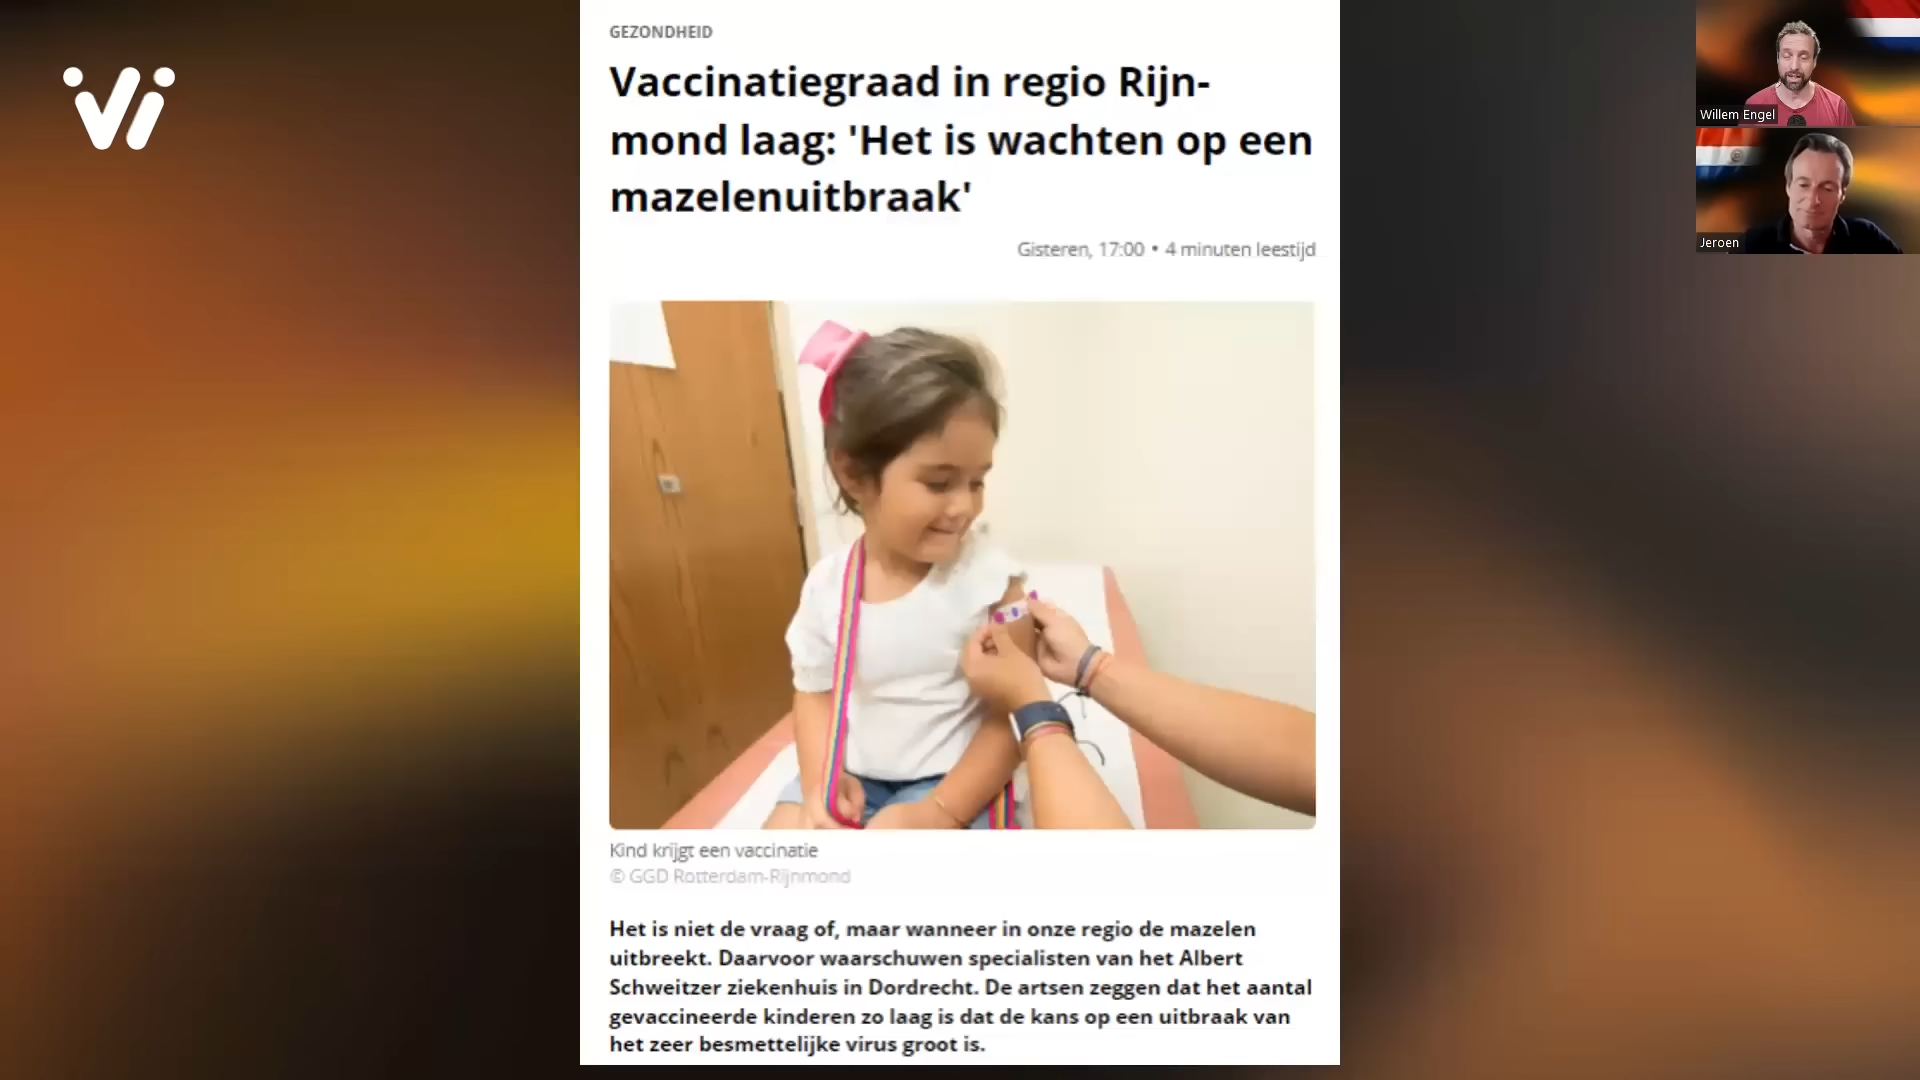 GEZONDHEID
Vaccinatiegraad in regio Rijn-
mond laag: 'Het is wachten op een
mazelenuitbraak'
Gisteren, 17:00 • 4 minuten leestijd
Kind krijgt een vaccinatie
© GGD Rotterdam-Rijnmond
Het is niet de vraag of, maar wanneer in onze regio de mazelen
uitbreekt. Daarvoor waarschuwen specialisten van het Albert
Schweitzer ziekenhuis in Dordrecht. De artsen zeggen dat het aantal
gevaccineerde kinderen zo laag is dat de kans op een uitbraak van
het zeer besmettelijke virus groot is.
Willem Engel
Jeroen